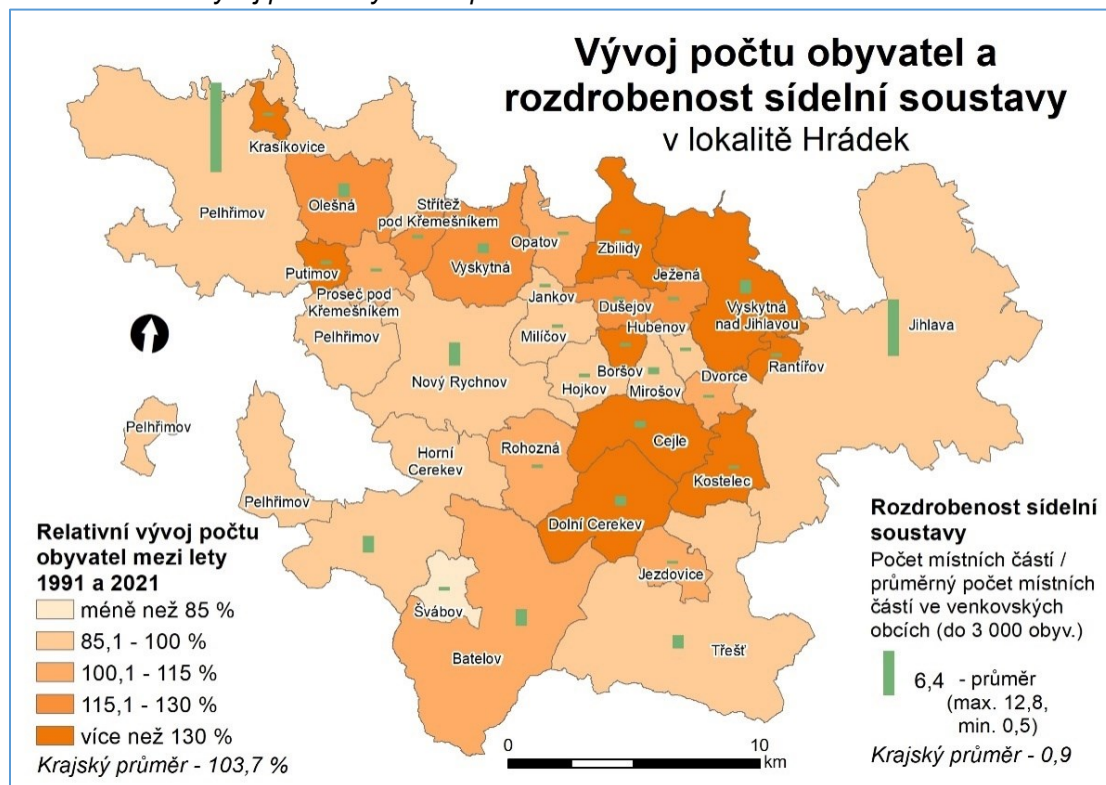 Vývoj počtu obyvatel a
rozdrobenost sídelní soustavy
v lokalitě Hrádek
Krasíkovice
Pelhřimov
Olešná
Střítež
pod Křemešníkem
Opatov
Zbilidy
Vyskytná
Ježená
Putimov
Proseč pod
Křemešníkem
Jankov
Dušejov
Vyskytná
nad Jihlavou
Jihlava
Pelhřimov
Milíčov
Hubenov
Nový Rychnov
Hojkov
Boršov
Mirošov
Dvorce
Rantířov
Pelhřimov
Horní
Cerekev
Rohozná
Cejle
Kostelec
Pelhřimov
Dolní Cerekev
Jezdovice
Švábov
Batelov
Třešť
Relativní vývoj počtu
obyvatel mezi lety
1991 a 2021
méně než 85 %
85,1 - 100 %
100,1 - 115 %
115,1 - 130 %
více než 130 %
Krajský průměr - 103,7 %
0 10
km
Rozdrobenost sídelní
soustavy
Počet místních částí /
průměrný počet místních
částí ve venkovských
obcích (do 3 000 obyv.)
6,4 - průměr
(max. 12,8,
min. 0,5)
Krajský průměr - 0,9